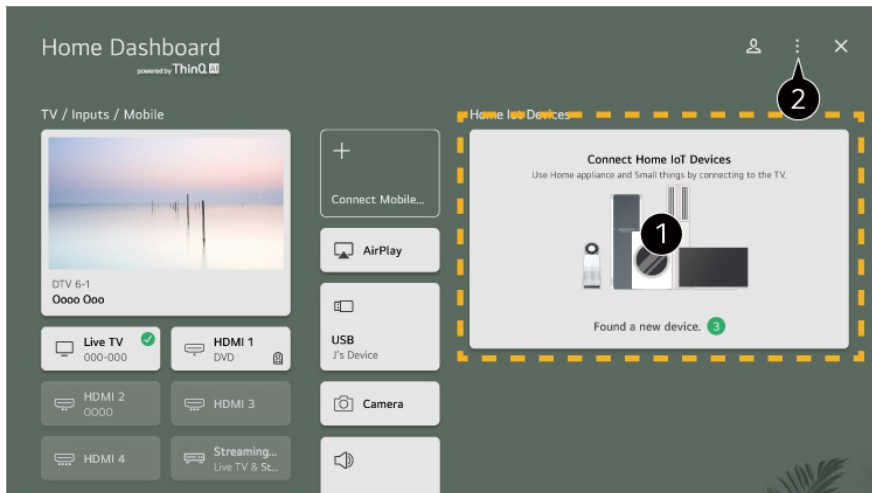 Home Dashboard
powered by ThinQ AI
2
TV / Inputs / Mobile
Home Iot Devices
Connect Mobile...
AirPlay
USB
J's Device
Camera
DTV 6-1
Oooo Ooo
Live TV
000-000
HDMI 1
DVD
HDMI 2
0000
HDMI 3
HDMI 4
Streaming...
Live TV & St...
Connect Home IoT Devices
Use Home appliance and Small things by connecting to the TV.
1
Found a new device. 3